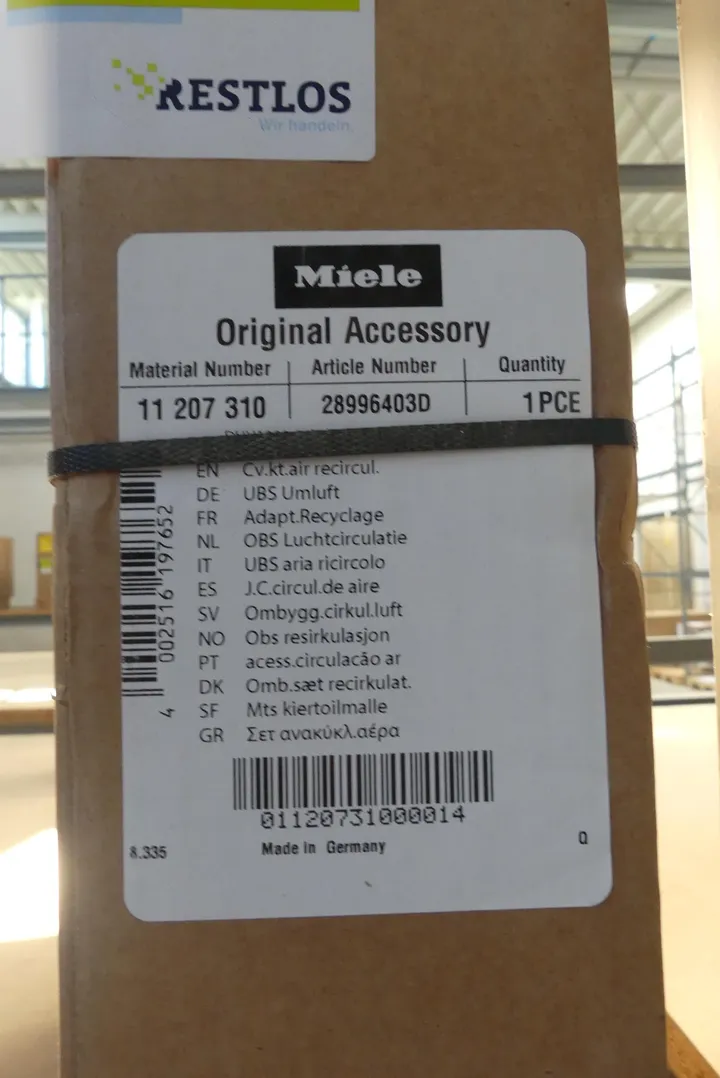 RESTLOS
Wir handeln.
Miele
Original Accessory
Material Number Article Number Quantity
11 207 310 28996403D 1 PCE
EN Cv.kt.air recircul.
DE UBS Umluft
FR Adapt.Recyclage
NL OBS Luchtcirculatie
IT UBS aria ricircolo
ES J.C.circul.de aire
SV Ombygg.cirkul.luft
NO Obs resirkulasjon
PT acess.circulacão ar
DK Omb.sæt recirkulat.
SF Mts kiertoilmalle
GR Σετ ανακύκλ.αέρα
4 002516 197652
01120731000014
8.335 Made in Germany Q